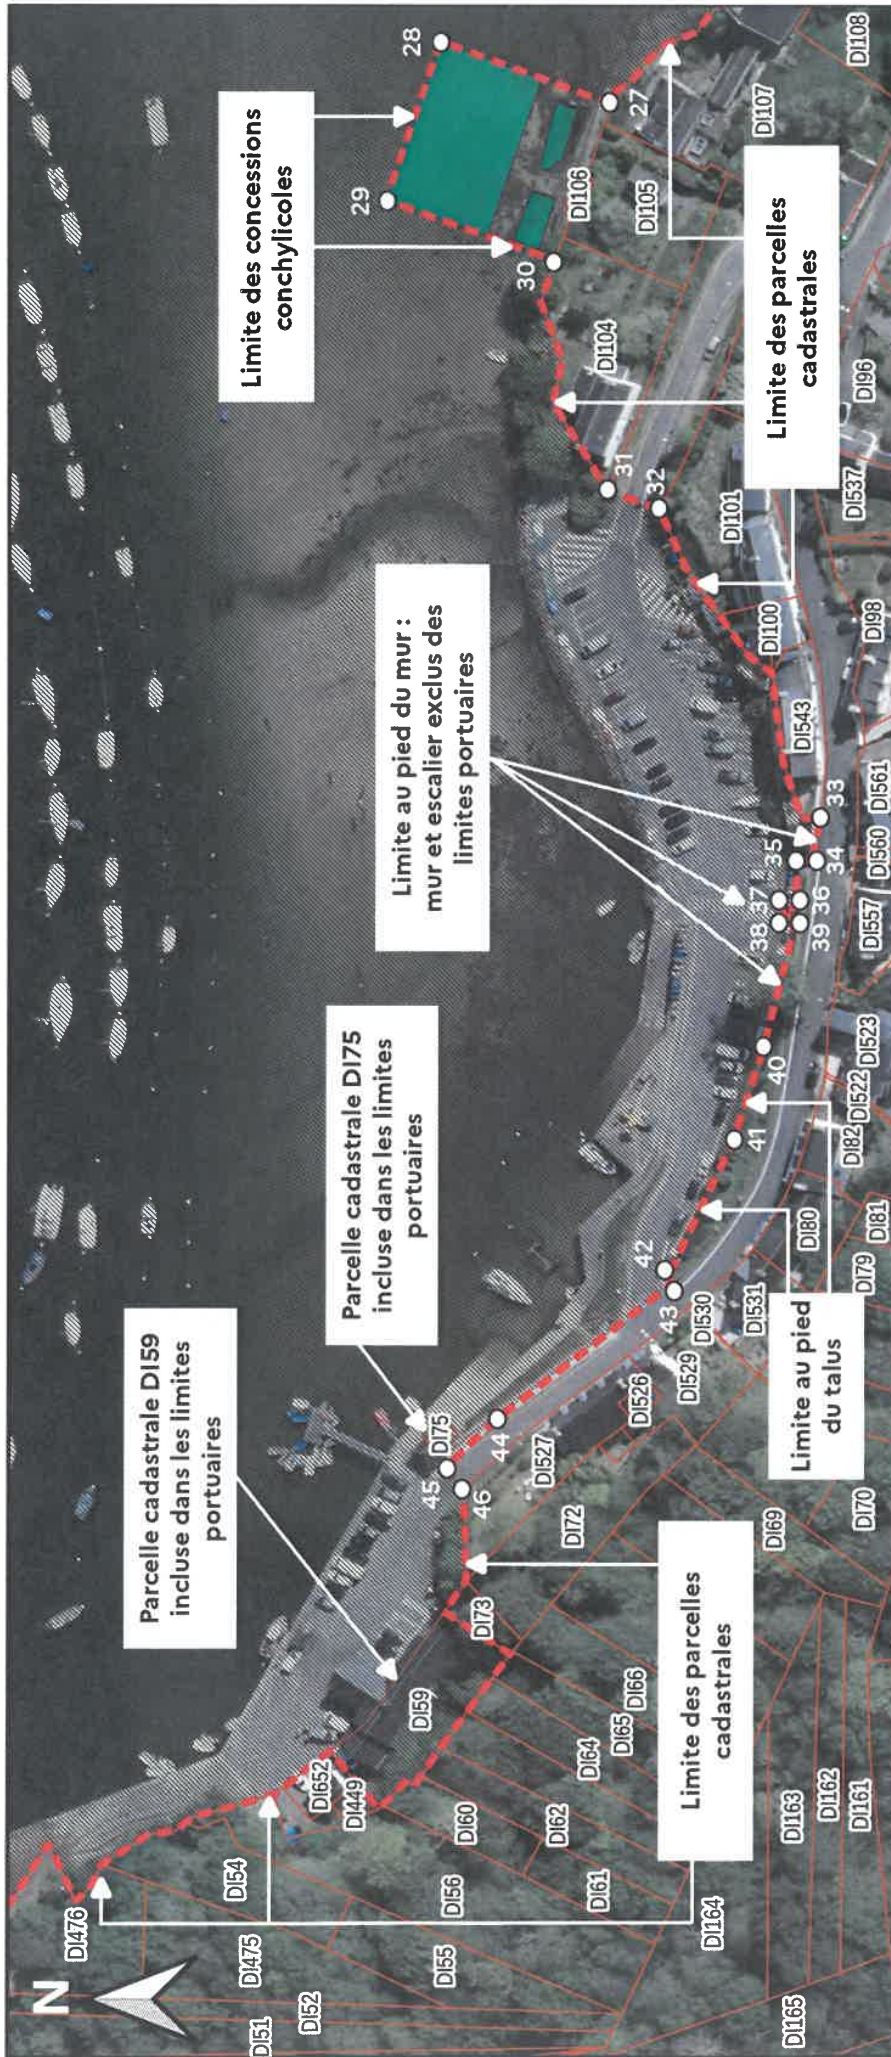 N
DI51
DI52
DI475
DI476
DI54
DI55
DI56
DI60
DI61
DI62
DI64
DI65
DI66
DI164
DI165
DI163
DI162
DI161
DI652
DI449
DI59
DI73
DI72
DI69
DI70
Parcelle cadastrale DI59
incluse dans les limites
portuaires
Parcelle cadastrale DI75
incluse dans les limites
portuaires
Limite des parcelles
cadastrales
DI75
45
46
44
DI527
DI526
DI529
DI530
DI531
43
42
Limite au pied
du talus
DI79
DI80
DI81
DI82
DI522
DI523
41
40
Limite au pied du mur :
mur et escalier exclus des
limites portuaires
38
37
35
39
36
34
33
DI557
DI560
DI561
DI543
DI98
DI100
DI101
DI537
DI96
32
31
DI104
Limite des concessions
conchylicoles
30
29
28
27
DI106
DI105
DI107
DI108
Limite des parcelles
cadastrales